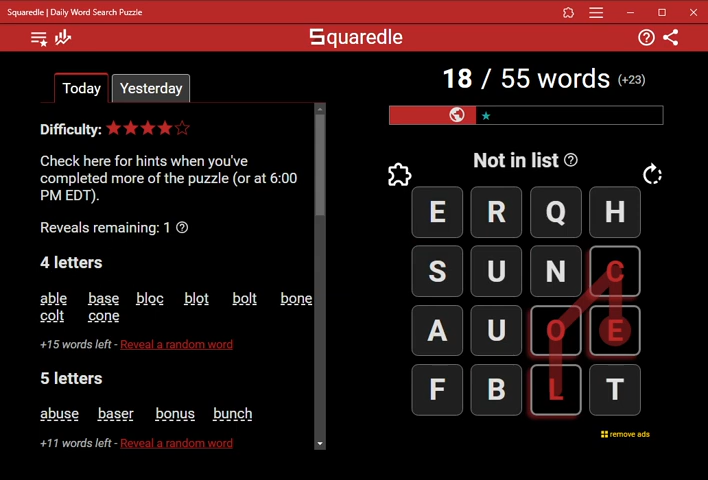 Squaredle | Daily Word Search Puzzle
Squaredle
Today
Yesterday
18 / 55 words (+23)
Difficulty:
Check here for hints when you've
completed more of the puzzle (or at 6:00
PM EDT).
Reveals remaining: 1
4 letters
able base bloc blot bolt bone
colt cone
+15 words left - Reveal a random word
5 letters
abuse baser bonus bunch
+11 words left - Reveal a random word
Not in list
E R Q H
S U N C
A U O E
F B L T
remove ads